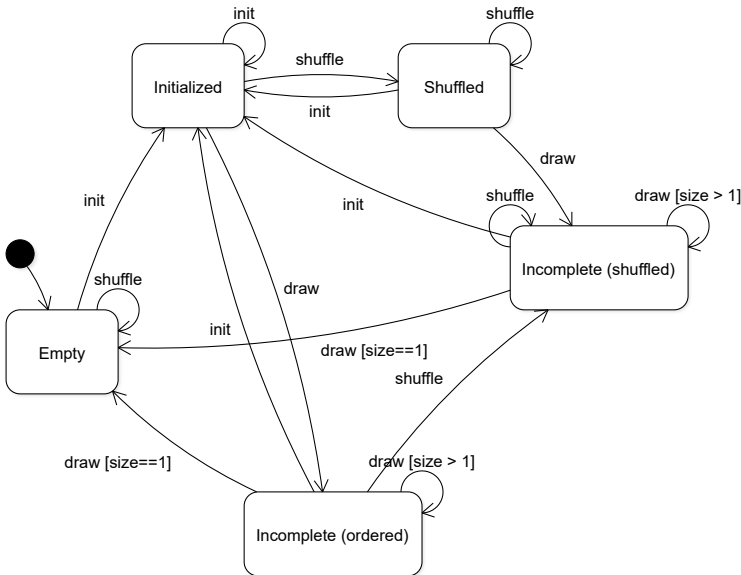 init
shuffle
shuffle
Initialized
Shuffled
init
draw
init
shuffle
draw [size > 1]
init
Incomplete (shuffled)
shuffle
draw
init
draw [size==1]
Empty
shuffle
draw [size==1]
draw [size > 1]
Incomplete (ordered)